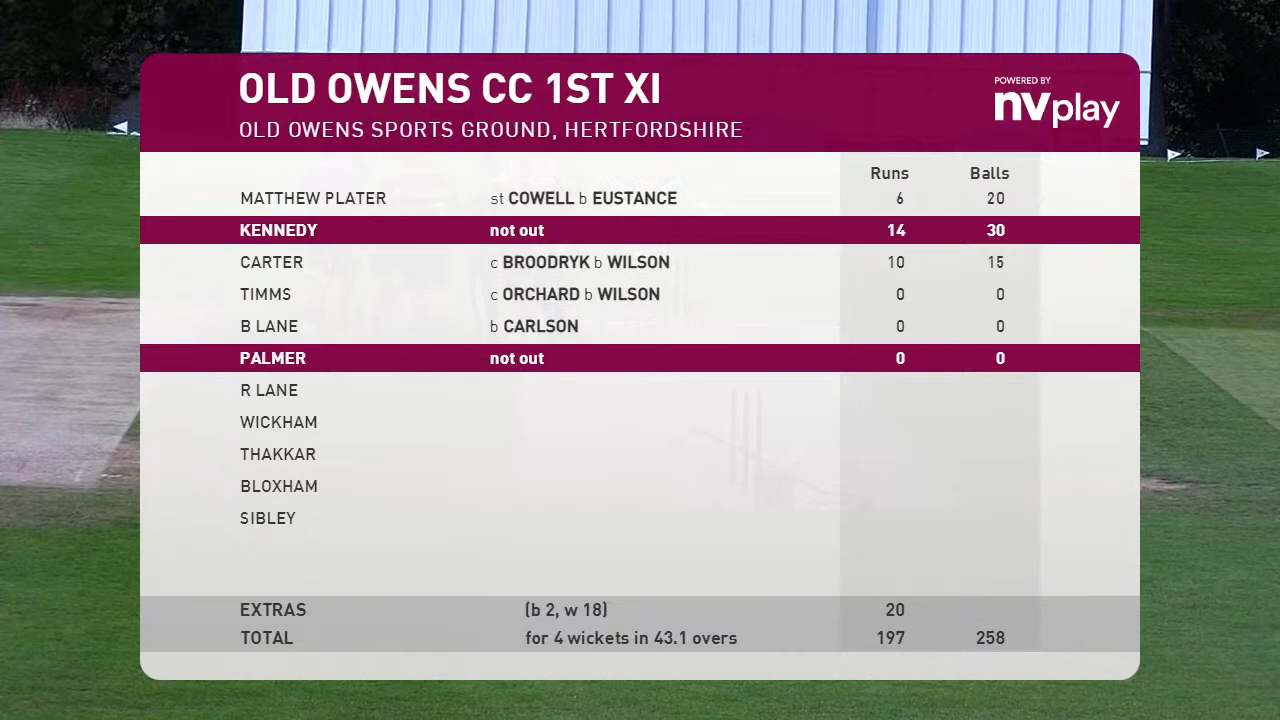 OLD OWENS CC 1ST XI
OLD OWENS SPORTS GROUND, HERTFORDSHIRE
POWERED BY
nvplay
Runs Balls
MATTHEW PLATER st COWELL b EUSTANCE 6 20
KENNEDY not out 14 30
CARTER c BROODRYK b WILSON 10 15
TIMMS c ORCHARD b WILSON 0 0
B LANE b CARLSON 0 0
PALMER not out 0 0
R LANE
WICKHAM
THAKKAR
BLOXHAM
SIBLEY
EXTRAS (b 2, w 18) 20
TOTAL for 4 wickets in 43.1 overs 197 258